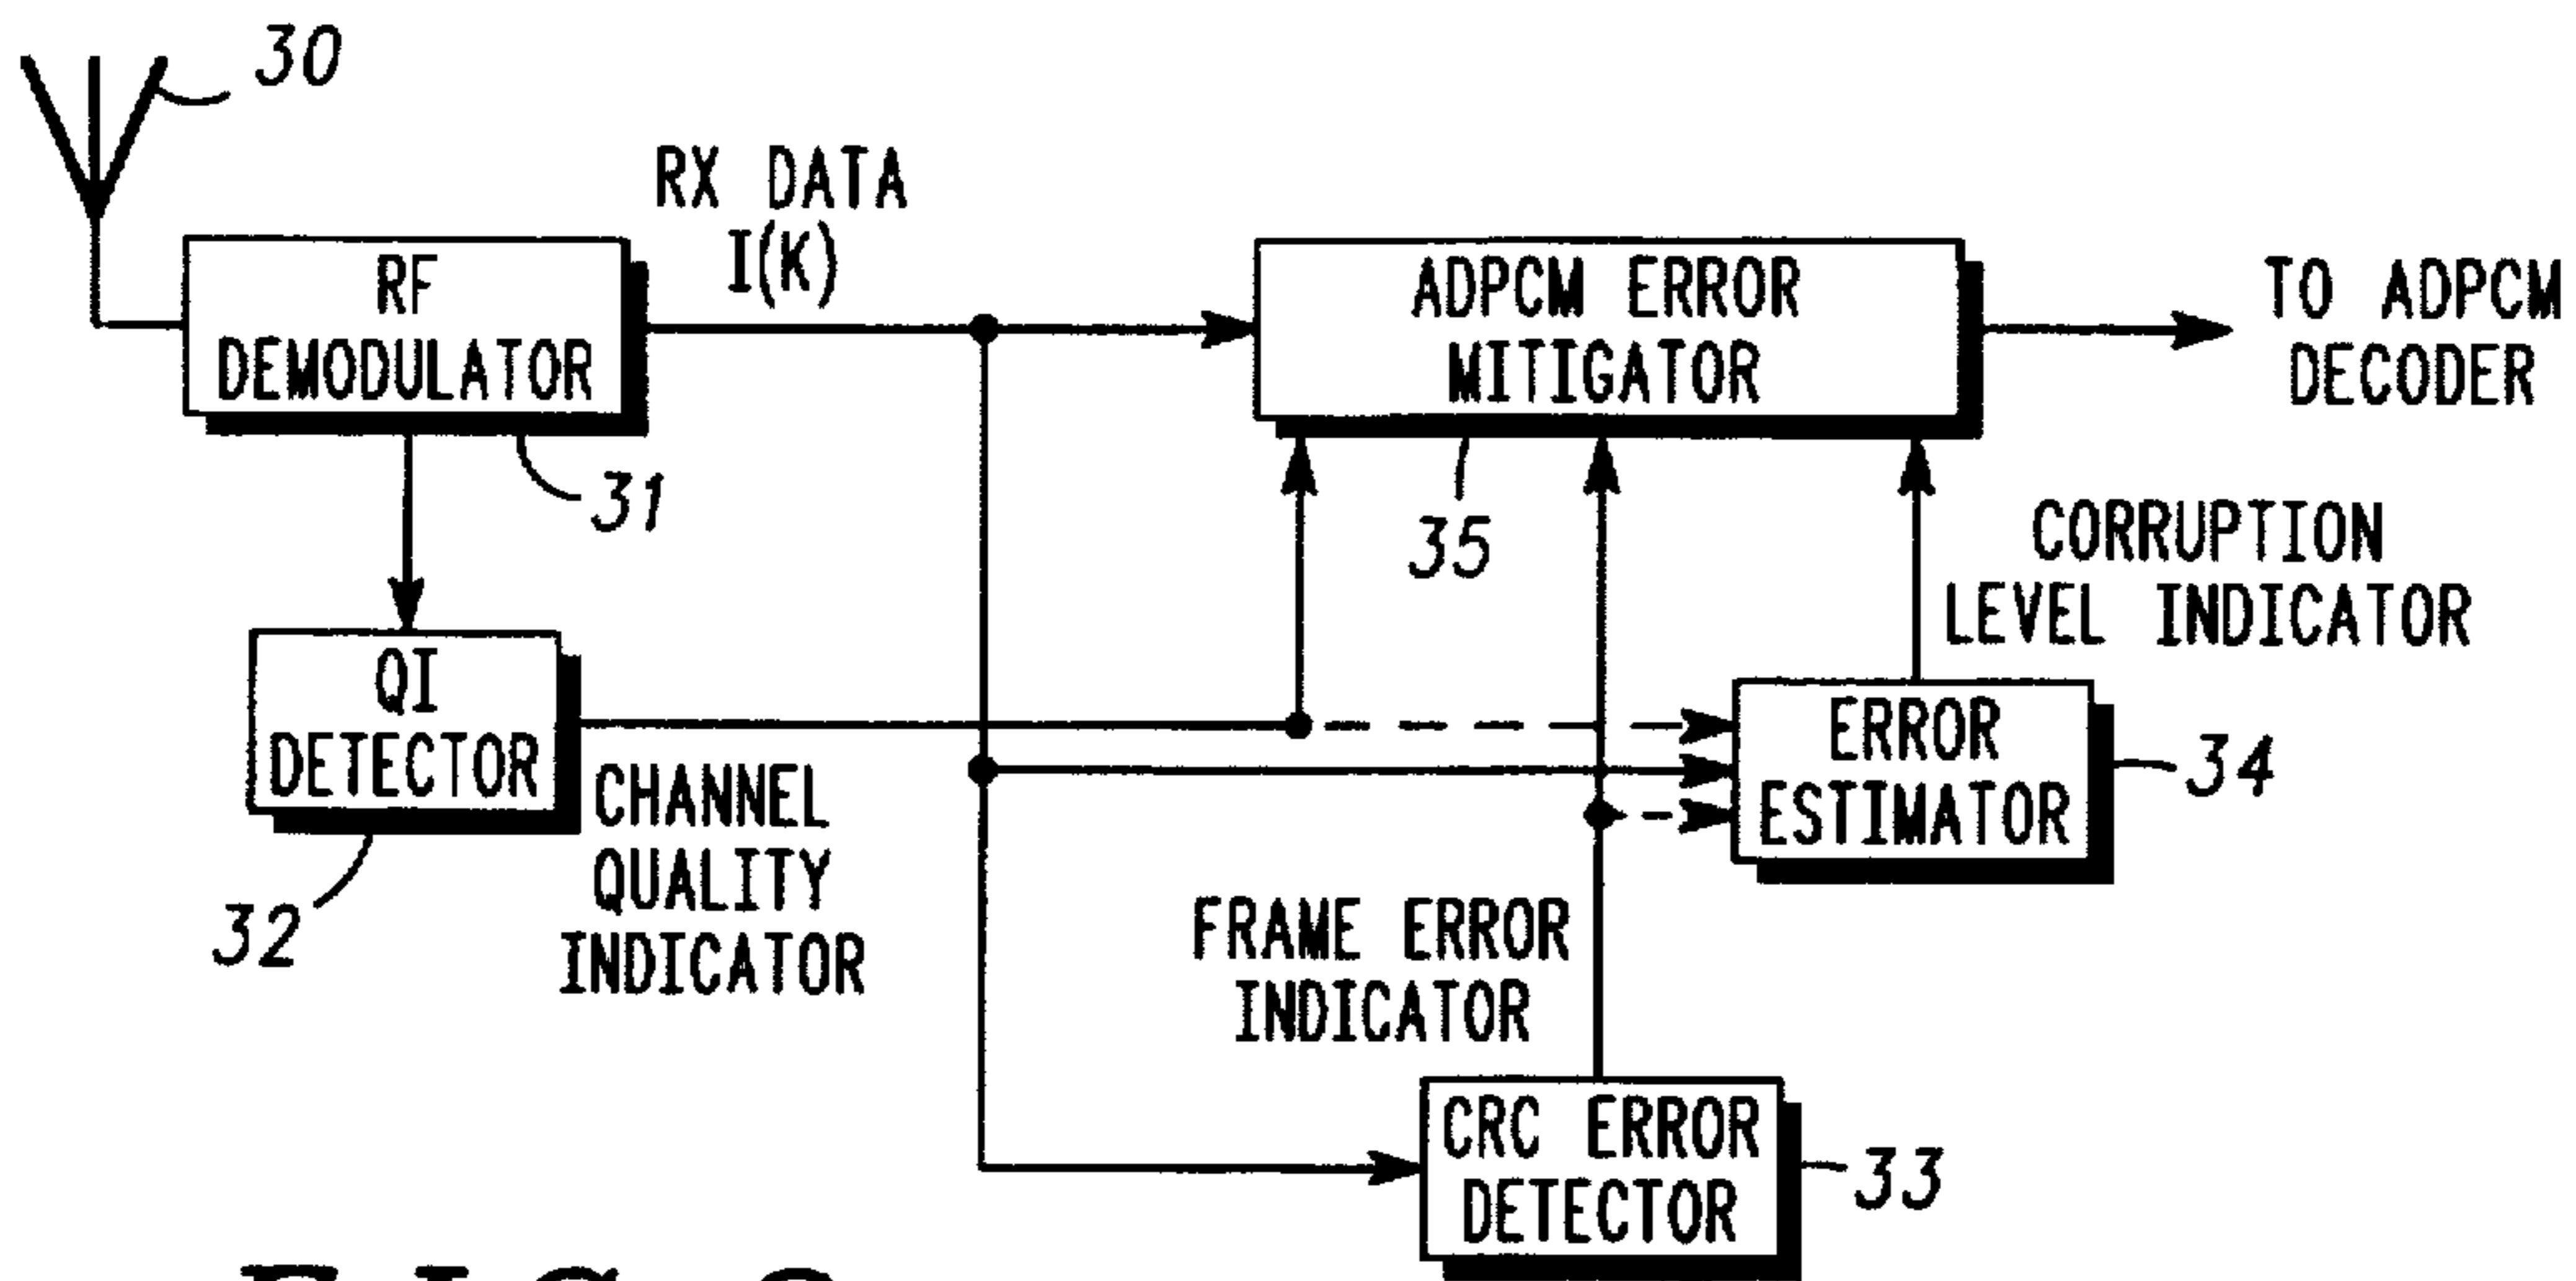 30
RX DATA
I(K)
RF
DEMODULATOR
31
ADPCM ERROR
MITIGATOR
35
TO ADPCM
DECODER
QI
DETECTOR
32
CHANNEL
QUALITY
INDICATOR
CORRUPTION
LEVEL INDICATOR
ERROR
ESTIMATOR
34
FRAME ERROR
INDICATOR
CRC ERROR
DETECTOR
33